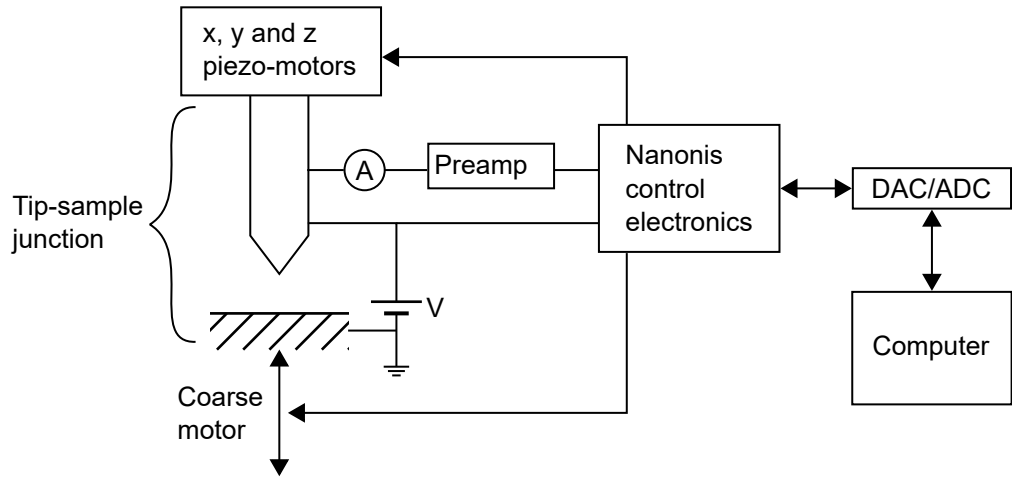 x, y and z
piezo-motors
A
Preamp
Nanonis
control
electronics
DAC/ADC
Tip-sample
junction
V
Computer
Coarse
motor